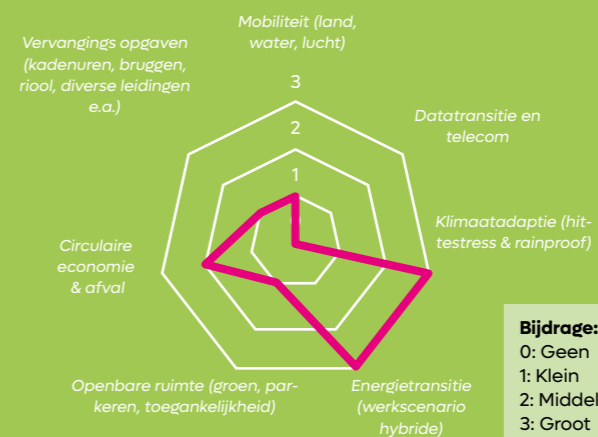 Mobiliteit (land,
water, lucht)
Vervangings opgaven
(kadenuren, bruggen,
riool, diverse leidingen
e.a.)
3
2
1
Datatransitie en
telecom
Klimaatadaptie (hit-
testress & rainproof)
Circulaire
economie
& afval
Openbare ruimte (groen, par-
keren, toegankelijkheid)
Energietransitie
(werkscenario
hybride)
Bijdrage:
0: Geen
1: Klein
2: Middel
3: Groot